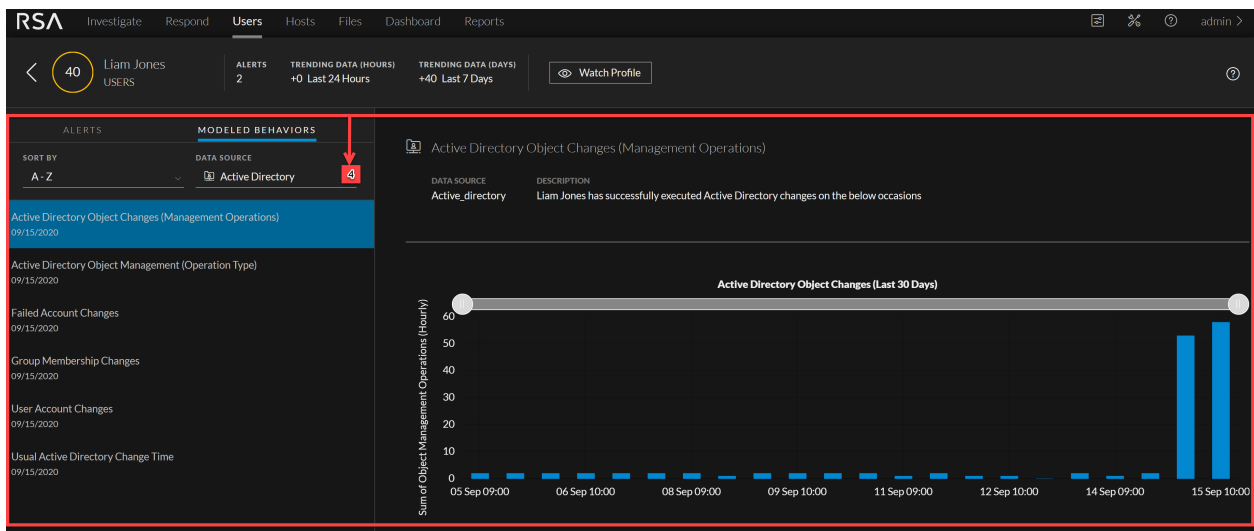 RSA Investigate Respond Users Hosts Files Dashboard Reports admin >
40 Liam Jones
USERS
ALERTS
2
TRENDING DATA (HOURS)
+0 Last 24 Hours
TRENDING DATA (DAYS)
+40 Last 7 Days
Watch Profile
ALERTS MODELED BEHAVIORS
SORT BY DATA SOURCE
A - Z Active Directory 4
Active Directory Object Changes (Management Operations)
09/15/2020
Active Directory Object Management (Operation Type)
09/15/2020
Failed Account Changes
09/15/2020
Group Membership Changes
09/15/2020
User Account Changes
09/15/2020
Usual Active Directory Change Time
09/15/2020
Active Directory Object Changes (Management Operations)
DATA SOURCE DESCRIPTION
Active_directory Liam Jones has successfully executed Active Directory changes on the below occasions
Active Directory Object Changes (Last 30 Days)
Sum of Object Management Operations (Hourly)
60
50
40
30
20
10
0
05 Sep 09:00 06 Sep 10:00 08 Sep 09:00 09 Sep 10:00 11 Sep 09:00 12 Sep 10:00 14 Sep 09:00 15 Sep 10:00